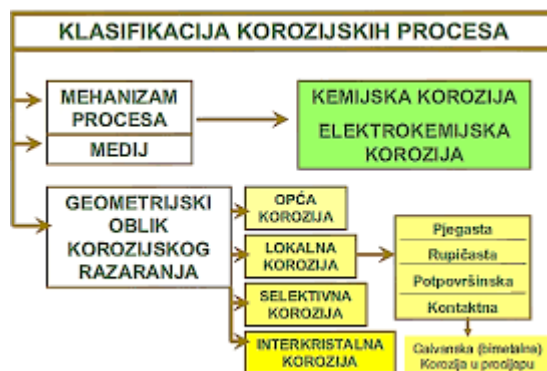 KLASIFIKACIJA KOROZIJSKIH PROCESA
MEHANIZAM
PROCESA
MEDIJ
KEMIJSKA KOROZIJA
ELEKTROKEMIJSKA
KOROZIJA
GEOMETRIJSKI
OBLIK
KOROZIJSKOG
RAZARANJA
OPĆA
KOROZIJA
LOKALNA
KOROZIJA
SELEKTIVNA
KOROZIJA
INTERKRISTALNA
KOROZIJA
Pjegasta
Rupičasta
Potpovršinska
Kontaktna
Galvanska (bimetalna)
Korozija u procijepu